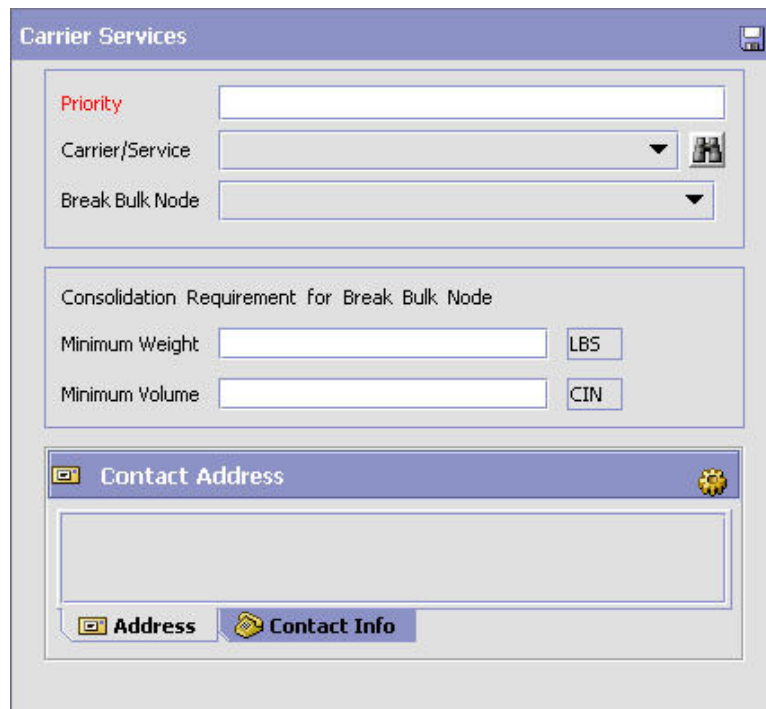 Carrier Services
Priority
Carrier/Service
Break Bulk Node
Consolidation Requirement for Break Bulk Node
Minimum Weight LBS
Minimum Volume CIN
Contact Address
Address Contact Info